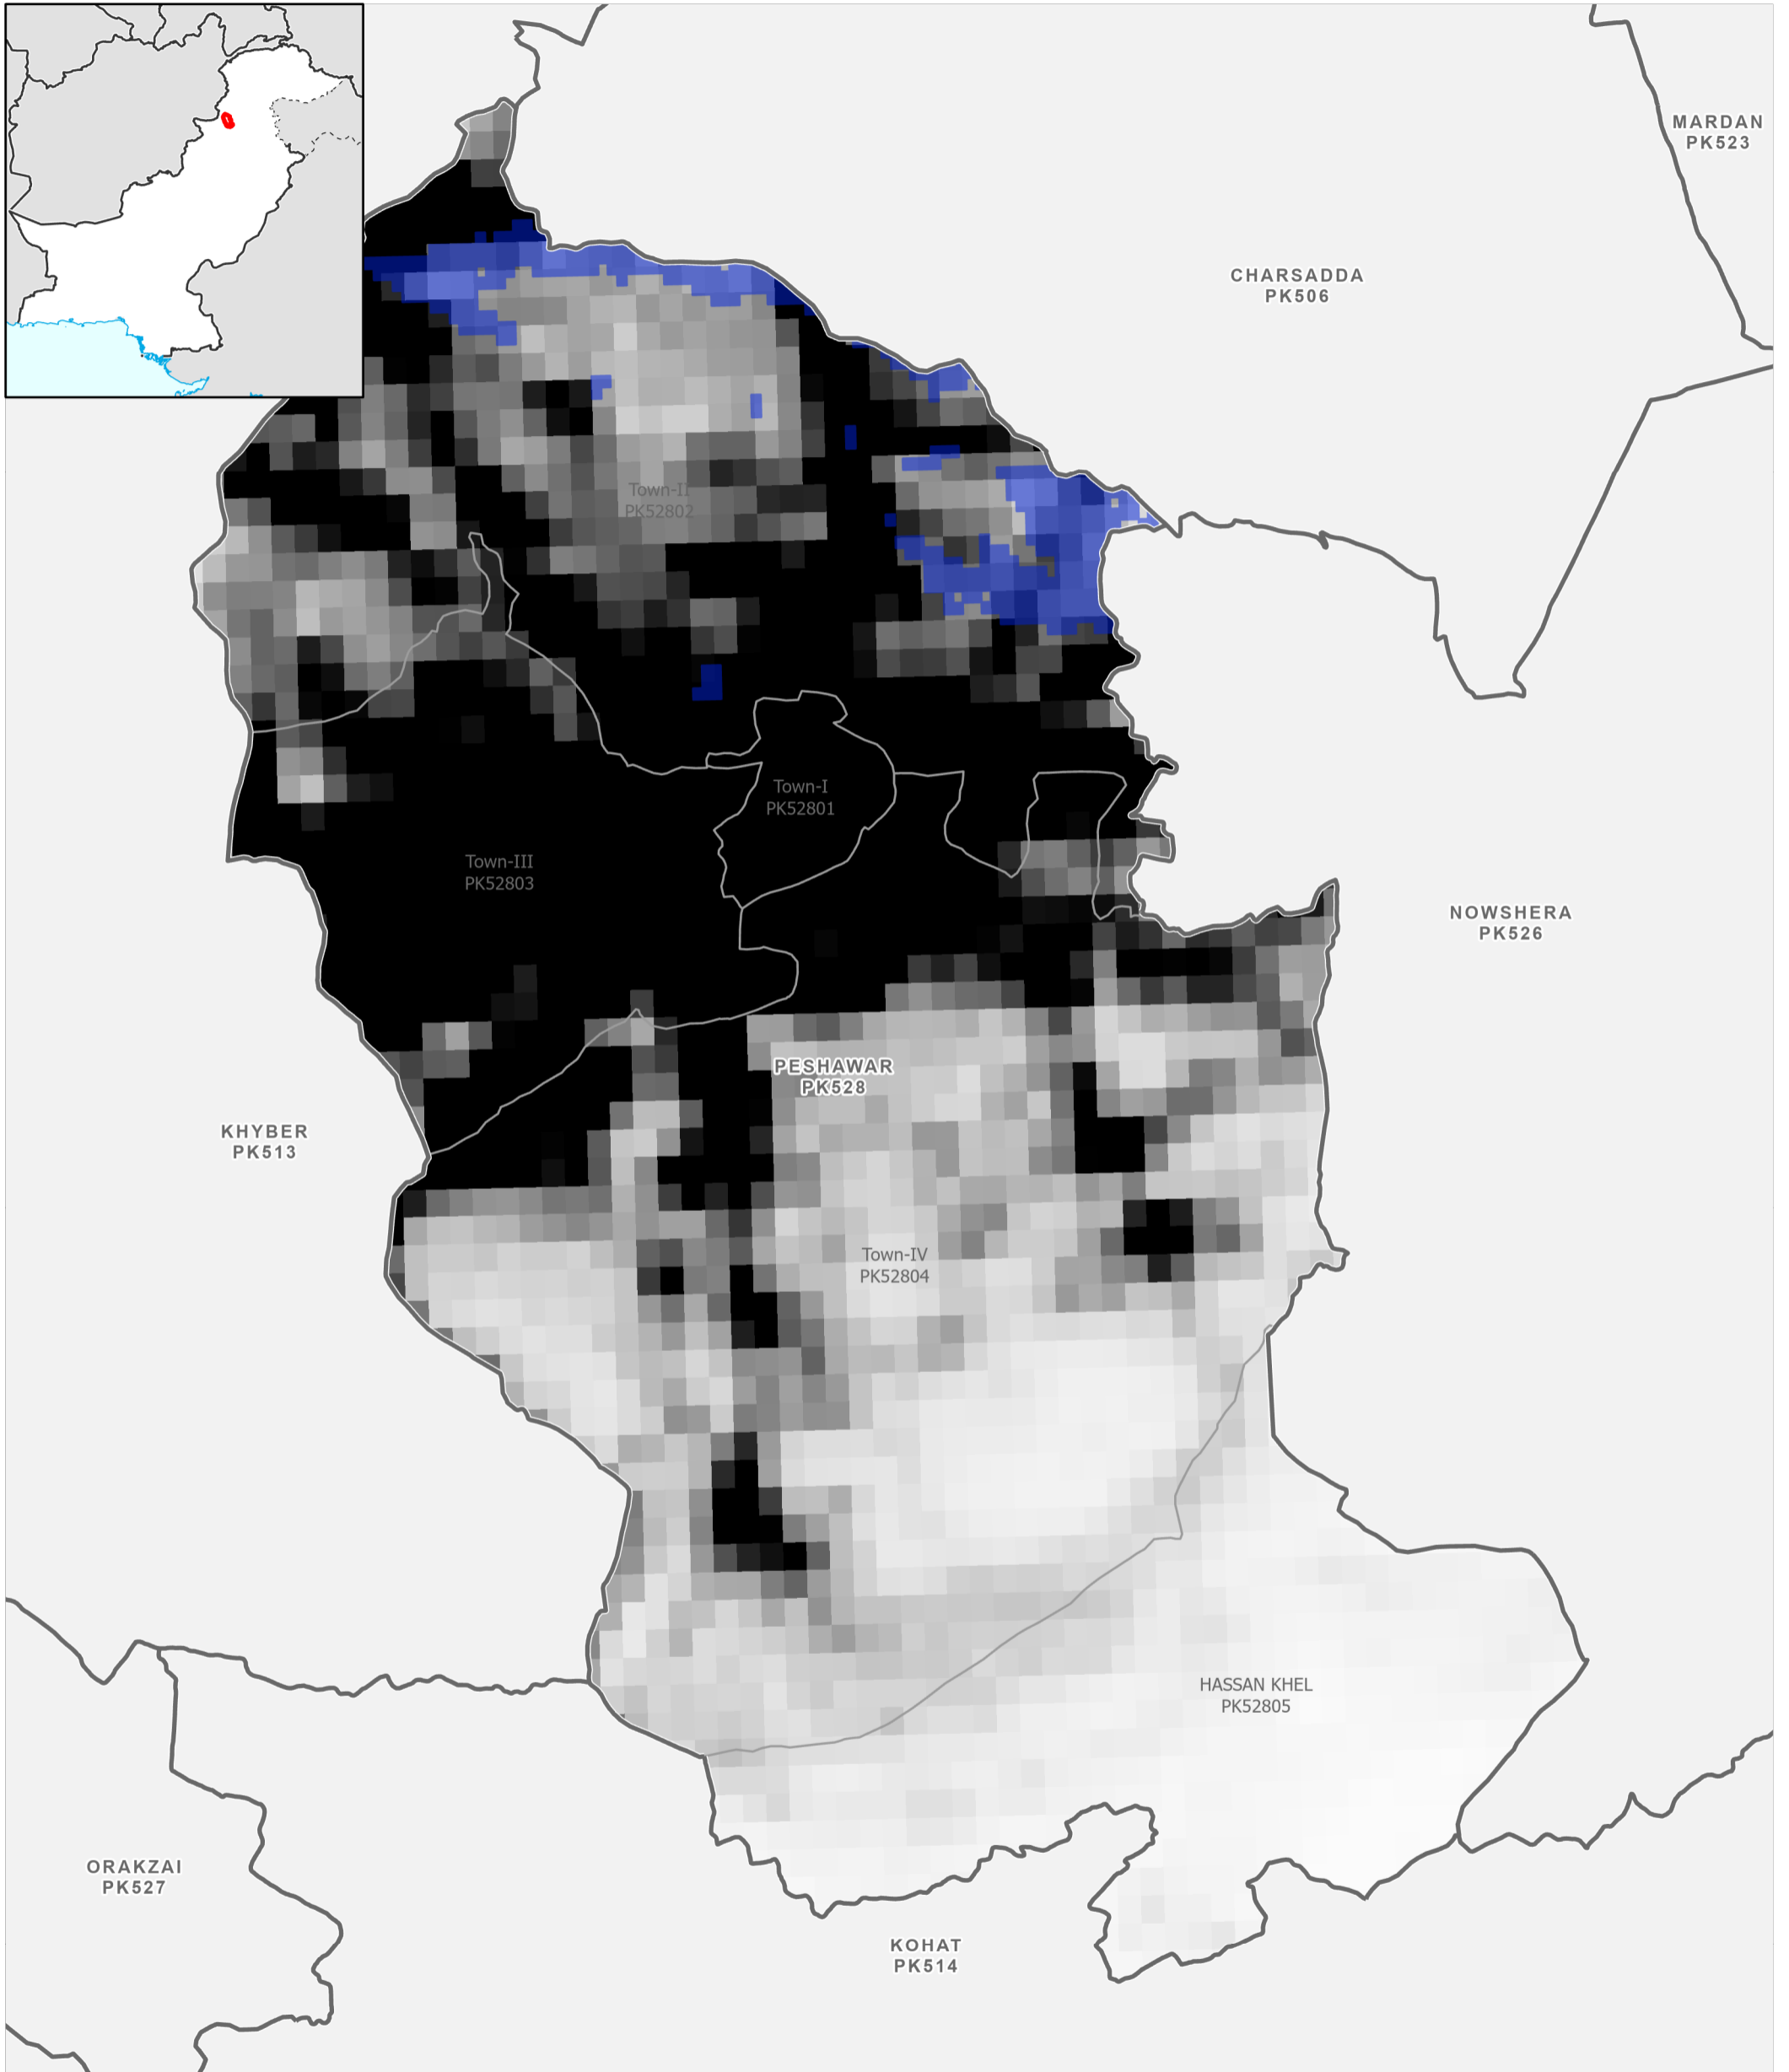 MARDAN
PK523
CHARSADDA
PK506
Town-II
PK52802
Town-I
PK52801
Town-III
PK52803
NOWSHERA
PK526
PESHAWAR
PK528
KHYBER
PK513
Town-IV
PK52804
HASSAN KHEL
PK52805
ORAKZAI
PK527
KOHAT
PK514